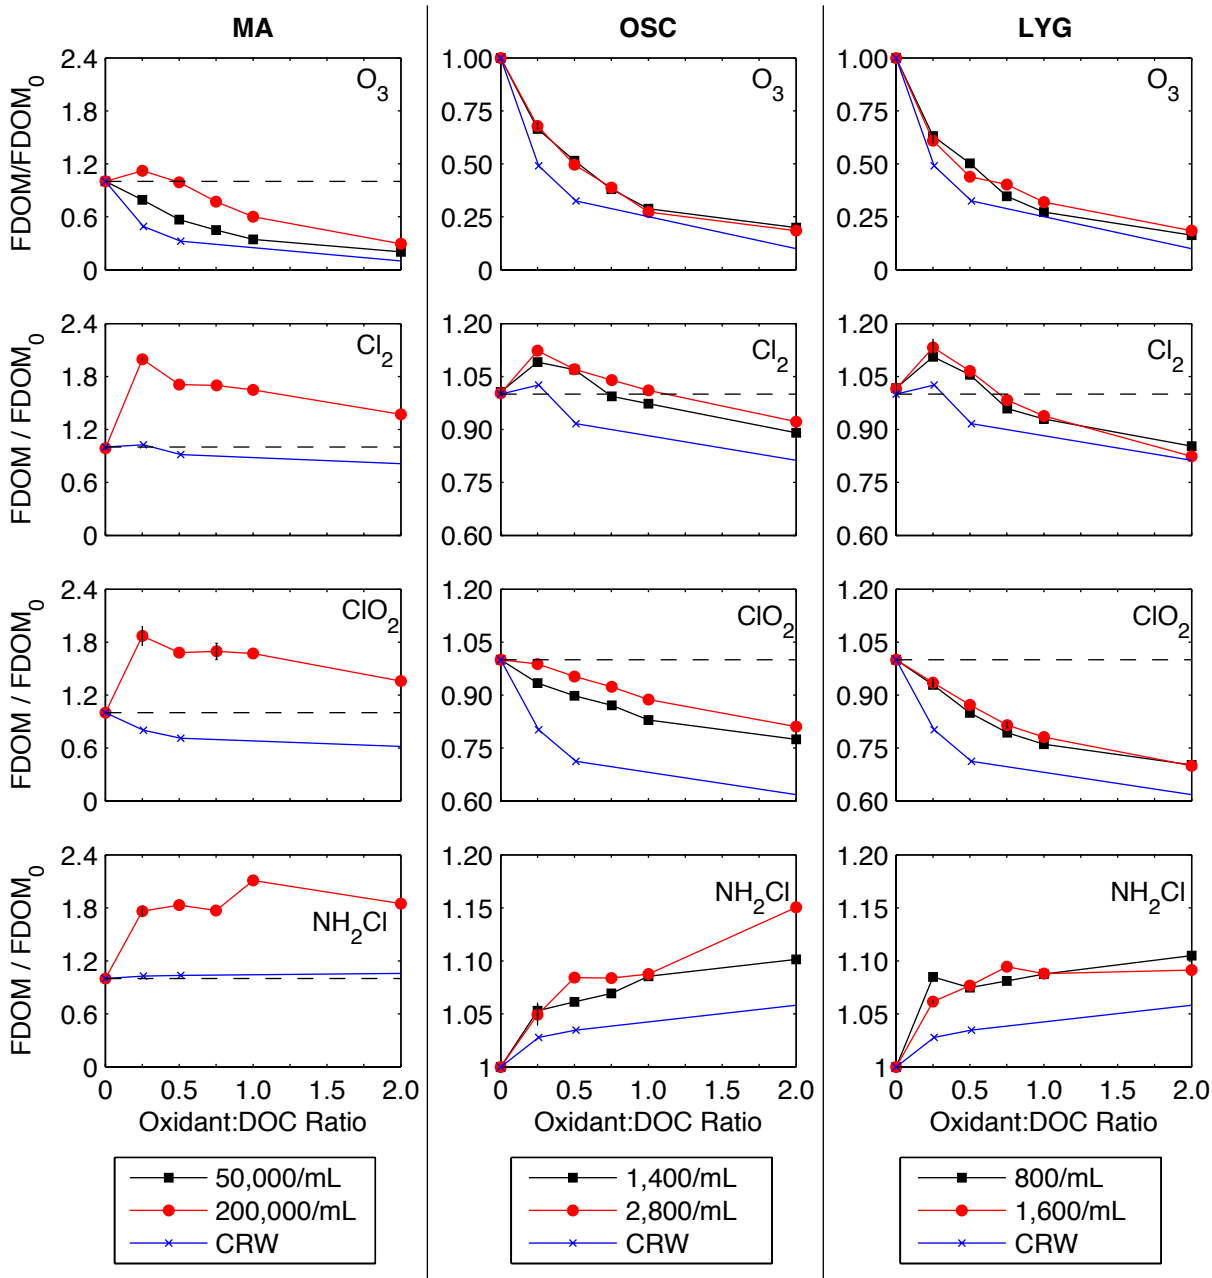 MA OSC LYG
FDOM/FDOM0
2.4
1.8
1.2
0.6
0
O3
1.00
0.75
0.50
0.25
0
O3
1.00
0.75
0.50
0.25
0
O3
FDOM / FDOM0
2.4
1.8
1.2
0.6
0
Cl2
1.20
1.05
0.90
0.75
0.60
Cl2
1.20
1.05
0.90
0.75
0.60
Cl2
FDOM / FDOM0
2.4
1.8
1.2
0.6
0
ClO2
1.20
1.05
0.90
0.75
0.60
ClO2
1.20
1.05
0.90
0.75
0.60
ClO2
FDOM / FDOM0
2.4
1.8
1.2
0.6
0
NH2Cl
0 0.5 1.0 1.5 2.0
Oxidant:DOC Ratio
1.20
1.15
1.10
1.05
1
NH2Cl
0 0.5 1.0 1.5 2.0
Oxidant:DOC Ratio
1.20
1.15
1.10
1.05
1
NH2Cl
0 0.5 1.0 1.5 2.0
Oxidant:DOC Ratio
50,000/mL
200,000/mL
CRW
1,400/mL
2,800/mL
CRW
800/mL
1,600/mL
CRW